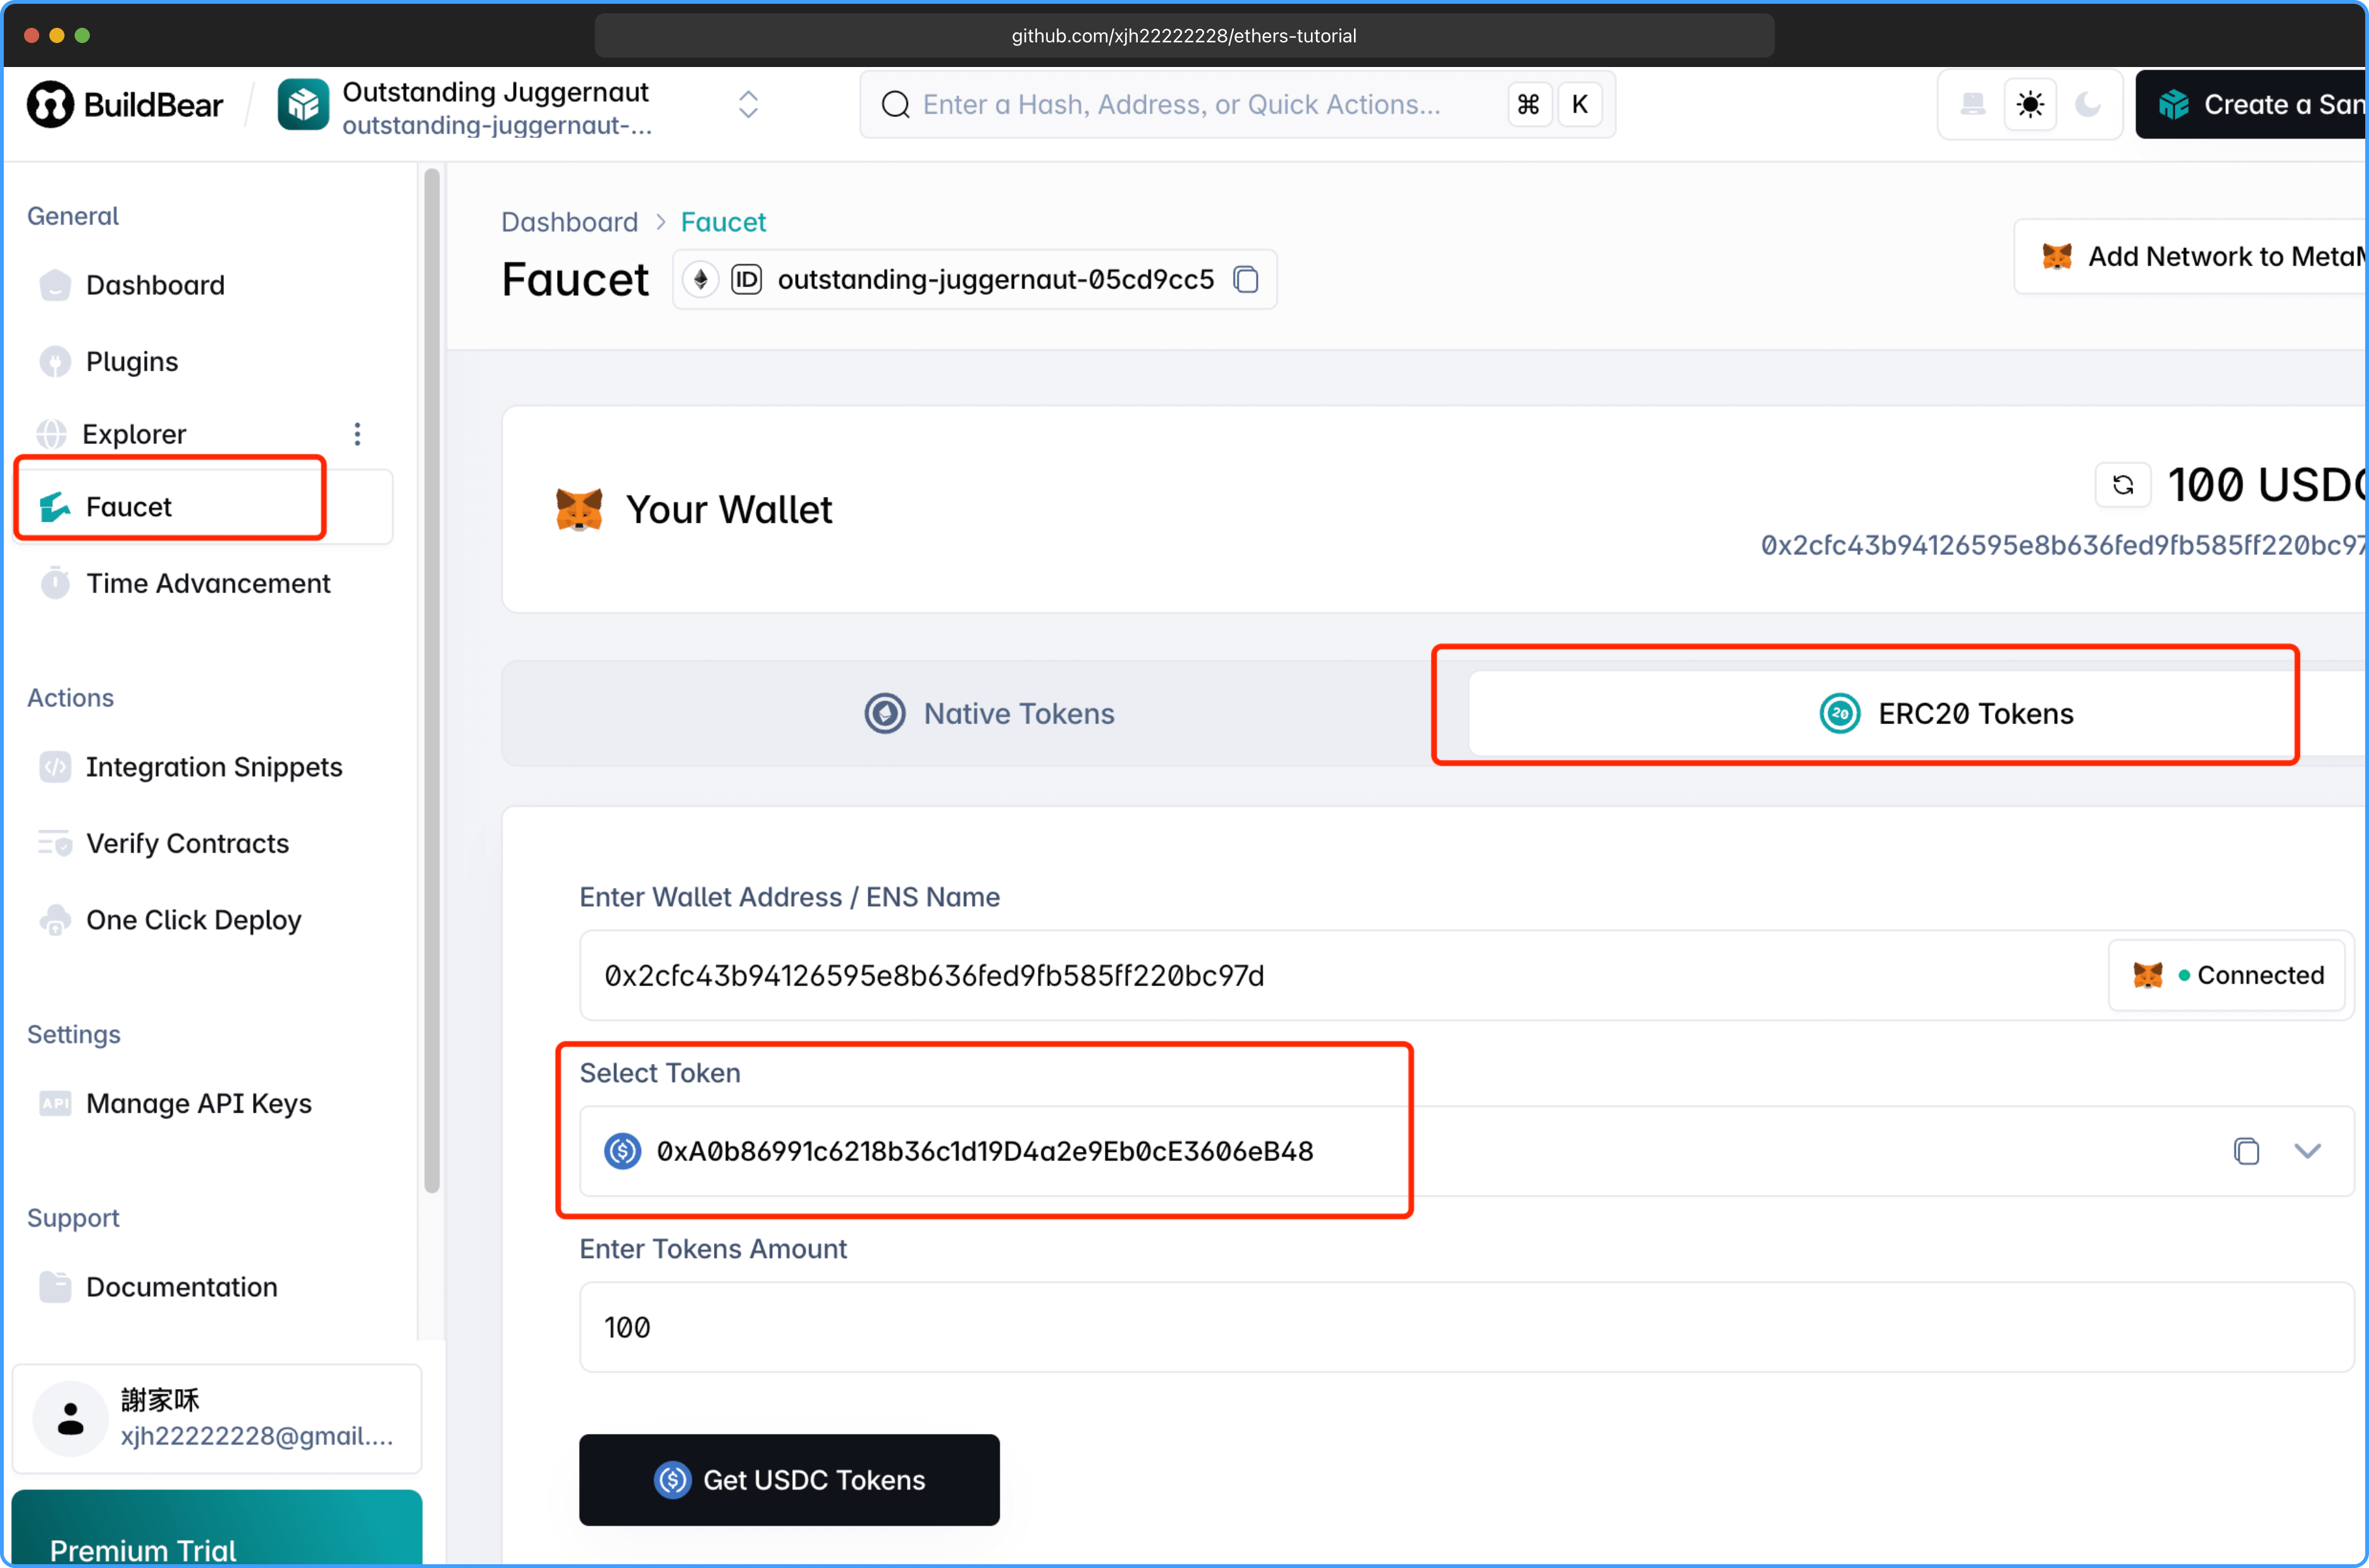 github.com/xjh22222228/ethers-tutorial
BuildBear
Outstanding Juggernaut
outstanding-juggernaut-...
Enter a Hash, Address, or Quick Actions...
⌘ K
Create a San
General
Dashboard
Plugins
Explorer
Faucet
Time Advancement
Actions
Integration Snippets
Verify Contracts
One Click Deploy
Settings
API
Manage API Keys
Support
Documentation
謝家咊
xjh22222228@gmail....
Premium Trial
Dashboard > Faucet
Faucet
ID outstanding-juggernaut-05cd9cc5
Add Network to MetaM
Your Wallet
100 USDC
0x2cfc43b94126595e8b636fed9fb585ff220bc97
Native Tokens
20 ERC20 Tokens
Enter Wallet Address / ENS Name
0x2cfc43b94126595e8b636fed9fb585ff220bc97d
Connected
Select Token
0xA0b86991c6218b36c1d19D4a2e9Eb0cE3606eB48
Enter Tokens Amount
100
Get USDC Tokens